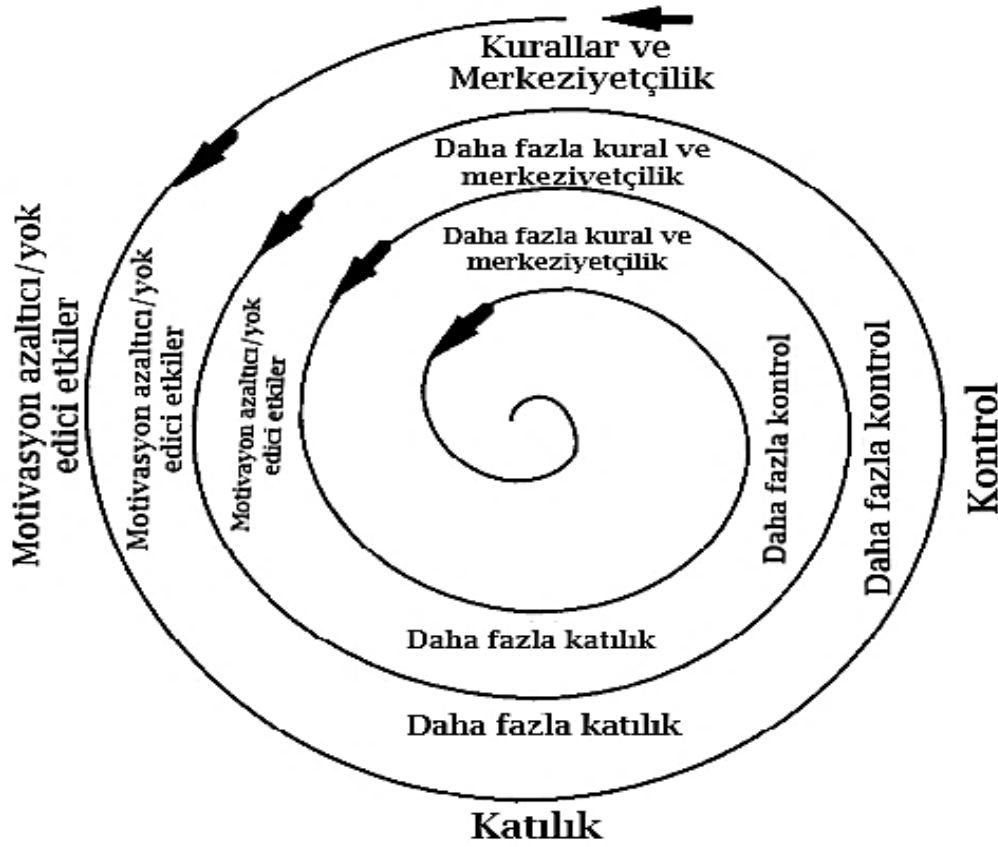 Kurallar ve
Merkeziyetçilik
Daha fazla kural ve
merkezivetçilik
Daha fazla kural ve
merkeziyetçilik
Motivasyon azaltıcı/yok
edici etkiler
Motivasyon azaltıcı/yok
edici etkiler
Motivayon azaltıcı/yok
edici etkiler
Daha fazla kontrol
Daha fazla kontrol
Kontrol
Daha fazla katılık
Daha fazla katılık
Katılık